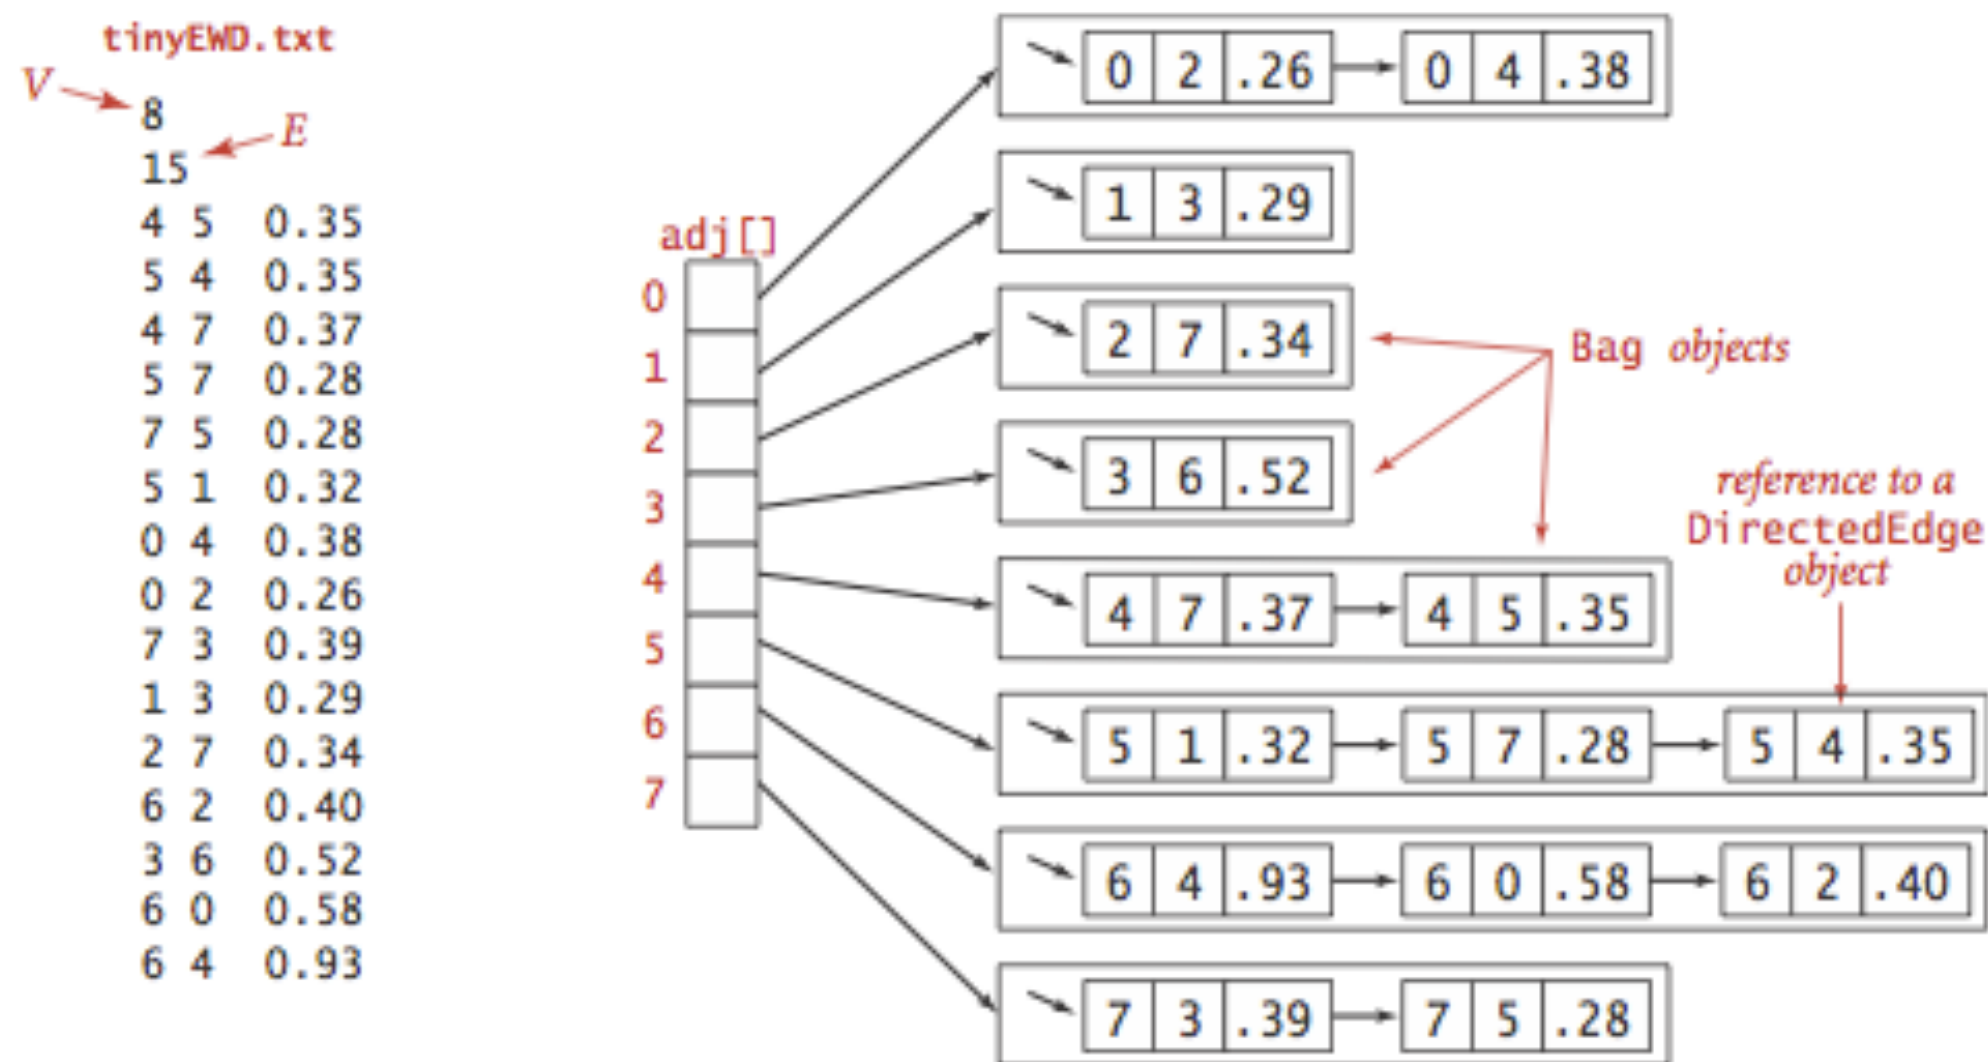 tinyEWD.txt
V
8
E
15
4 5 0.35
5 4 0.35
4 7 0.37
5 7 0.28
7 5 0.28
5 1 0.32
0 4 0.38
0 2 0.26
7 3 0.39
1 3 0.29
2 7 0.34
6 2 0.40
3 6 0.52
6 0 0.58
6 4 0.93
adj[]
0
1
2
3
4
5
6
7
0 2 .26 0 4 .38
1 3 .29
2 7 .34
Bag objects
3 6 .52
reference to a
DirectedEdge
object
4 7 .37 4 5 .35
5 1 .32 5 7 .28 5 4 .35
6 4 .93 6 0 .58 6 2 .40
7 3 .39 7 5 .28